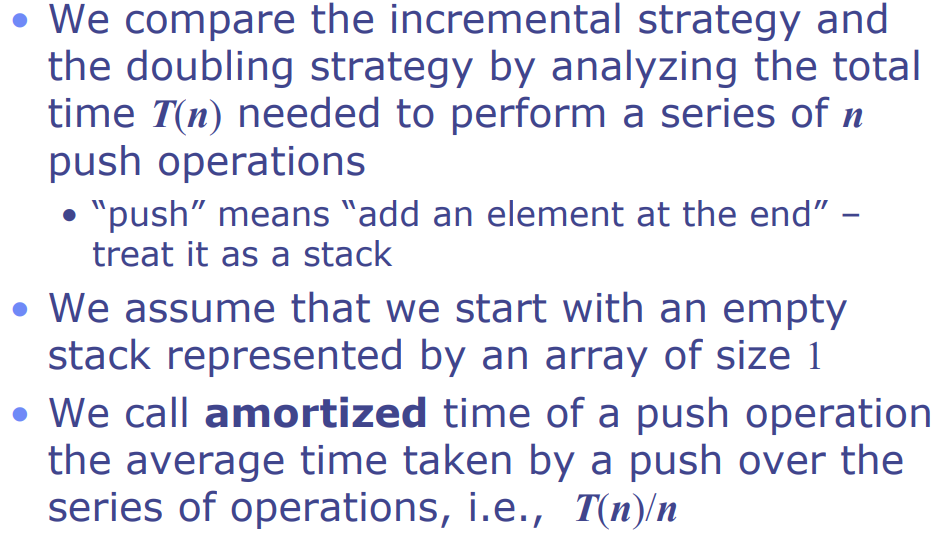 • We compare the incremental strategy and
the doubling strategy by analyzing the total
time T(n) needed to perform a series of n
push operations
• “push” means “add an element at the end” –
treat it as a stack
• We assume that we start with an empty
stack represented by an array of size 1
• We call amortized time of a push operation
the average time taken by a push over the
series of operations, i.e., T(n)/n